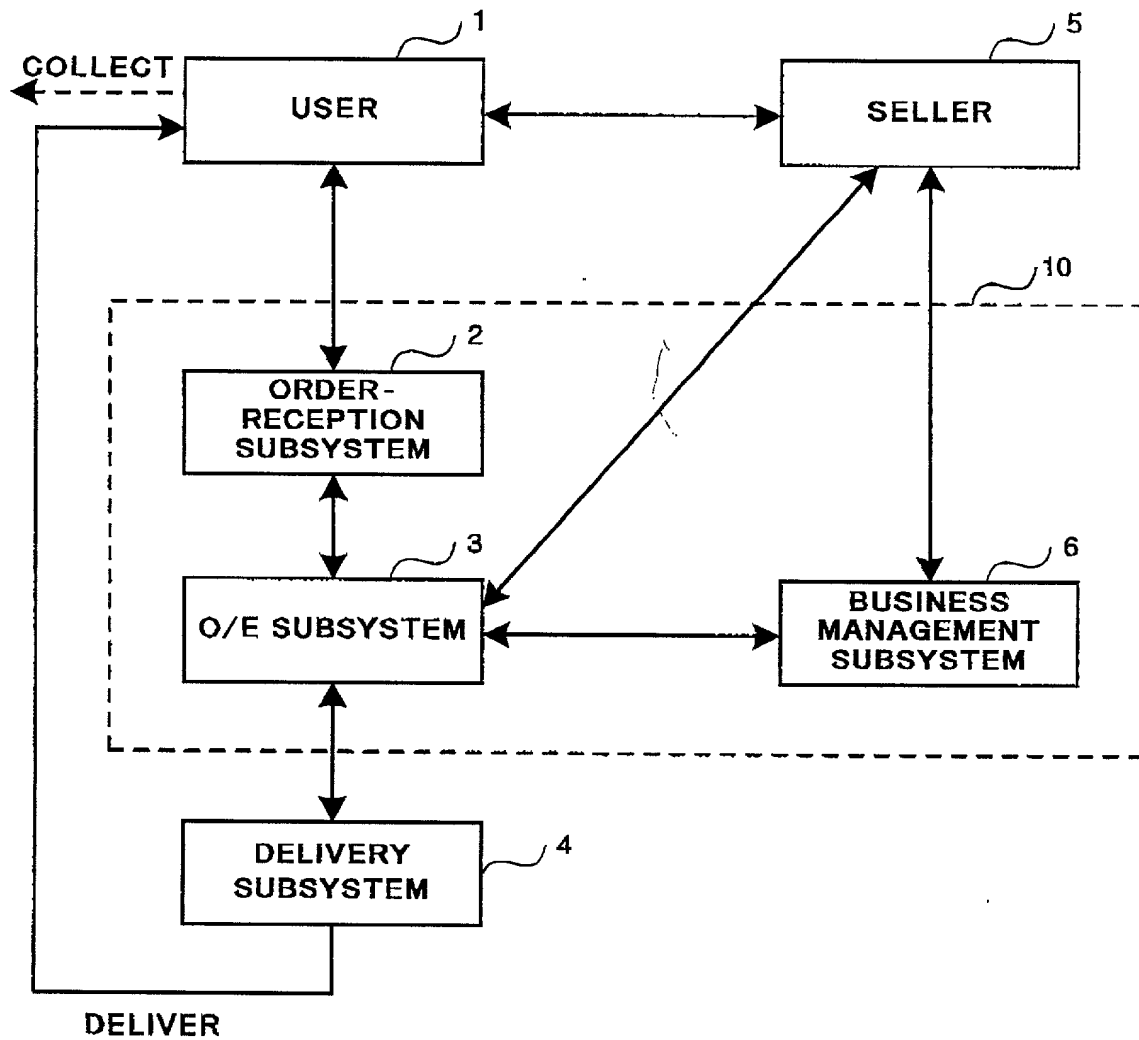 1
5
COLLECT
USER
SELLER
10
2
ORDER-
RECEPTION
SUBSYSTEM
3
6
O/E SUBSYSTEM
BUSINESS
MANAGEMENT
SUBSYSTEM
4
DELIVERY
SUBSYSTEM
DELIVER